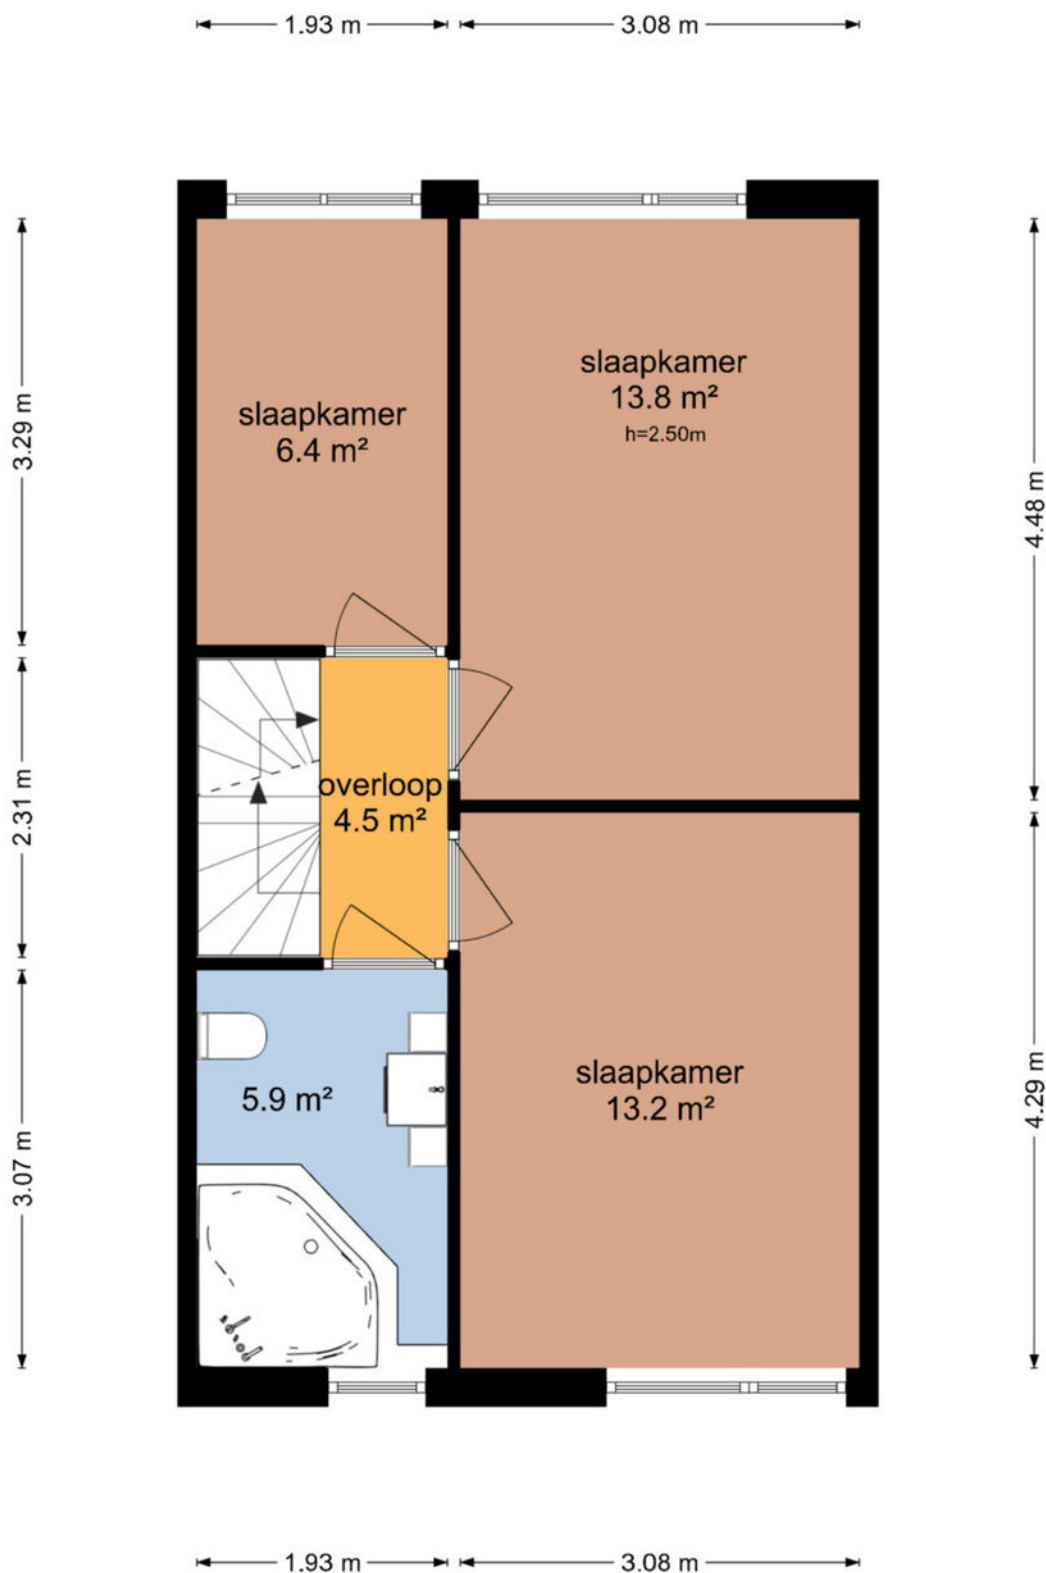 1.93 m
3.08 m
slaapkamer
13.8 m²
h=2.50m
slaapkamer
6.4 m²
3.29 m
4.48 m
overloop
4.5 m²
2.31 m
slaapkamer
13.2 m²
5.9 m²
3.07 m
4.29 m
1.93 m
3.08 m